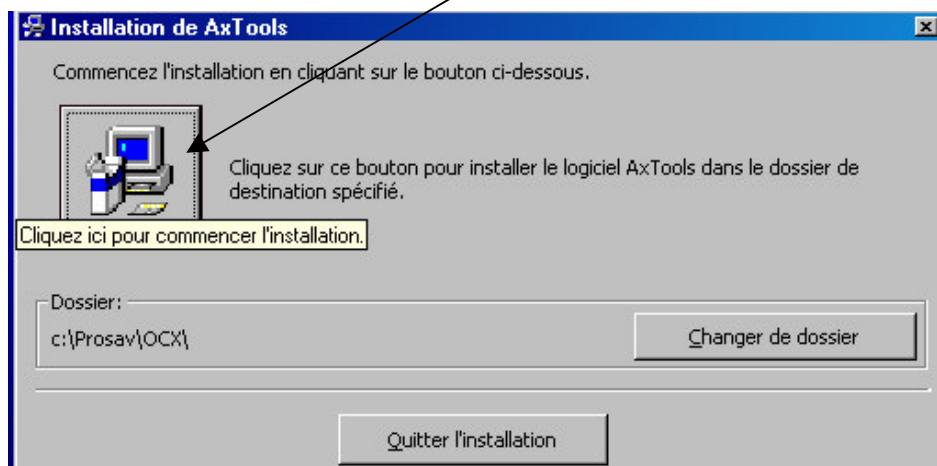 Installation de AxTools
Commencez l'installation en cliquant sur le bouton ci-dessous.
Cliquez sur ce bouton pour installer le logiciel AxTools dans le dossier de
destination spécifié.
Cliquez ici pour commencer l'installation.
Dossier:
c:\Prosav\OCX\
Changer de dossier
Quitter l'installation